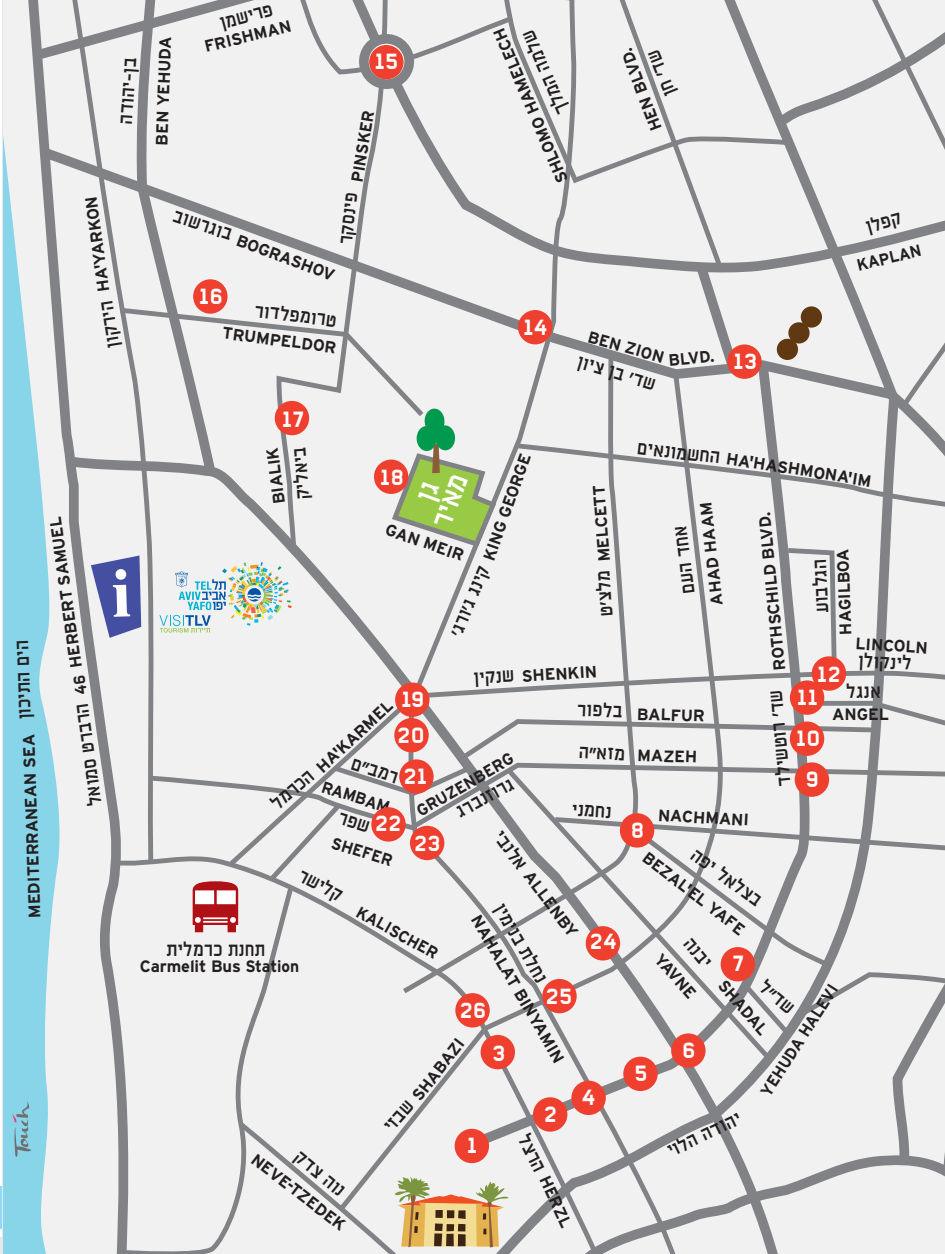 פרישמן
FRISHMAN
15
בן-יהודה
BEN YEHUDA
פינסקר PINSKER
SHLOMO HAMELECH
שלמה המלך
HEN BLVD.
שד' חן
קפלן
KAPLAN
הירקון HA'YARKON
בוגרשוב BOGRASHOV
16
טרומפלדור
TRUMPELDOR
14
BEN ZION BLVD.
שד' בן ציון
13
17
BIALIK
ביאליק
18
גן
מאיר
GAN MEIR
קינג ג'ורג' KING GEORGE
החשמונאים HA'HASHMONA'IM
מלצ'ט MELCETT
אחד העם
AHAD HAAM
ROTHSCHILD BLVD.
שד' רוטשילד
הגלבוע
HAGILBOA
LINCOLN
לינקולן
12
11
אנגל
ANGEL
10
9
i
TEL תל
AVIV אביב
YAFO יפו
VISITLV
TOURISM תיירות
הרברט סמואל 46 HERBERT SAMUEL
MEDITERRANEAN SEA הים התיכון
שנקין SHENKIN
19
בלפור BALFUR
20
הכרמל HA'KARMEL
מזא"ה MAZEH
21
רמב"ם
RAMBAM
GRUZENBERG
גרוזנברג
22
שפר
SHEFER
23
נחמני NACHMANI
8
בצלאל יפה
BEZAL'EL YAFE
אלנבי ALLENBY
24
קלישר KALISCHER
נחלת בנימין
NAHALAT BINYAMIN
יבנה
YAVNE
7
שד"ל
SHADAL
YEHUDA HALEVI
יהודה הלוי
תחנת כרמלית
Carmelit Bus Station
25
26
3
6
5
4
2
1
שבזי SHABAZI
הרצל HERZL
נוה צדק
NEVE-TZEDEK
Touch